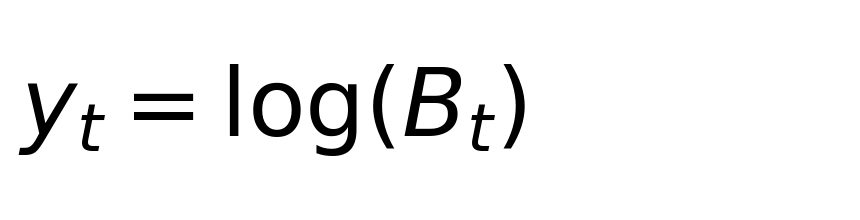 y_t = log(B_t)